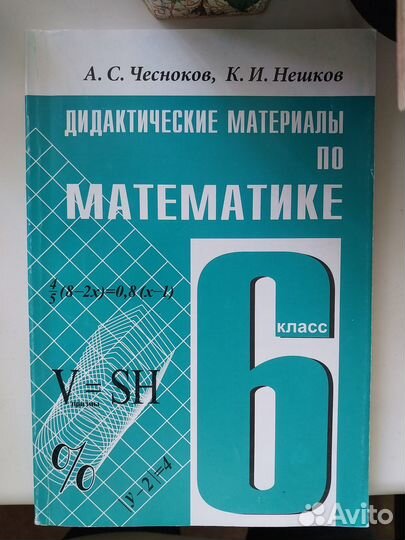 А. С. Чесноков, К. И. Нешков
ДИДАКТИЧЕСКИЕ МАТЕРИАЛЫ
ПО
МАТЕМАТИКЕ
4/5(8–2x)=0,8(x–1)
6
класс
V призмы = SH
%
|y–2|=4
Avito